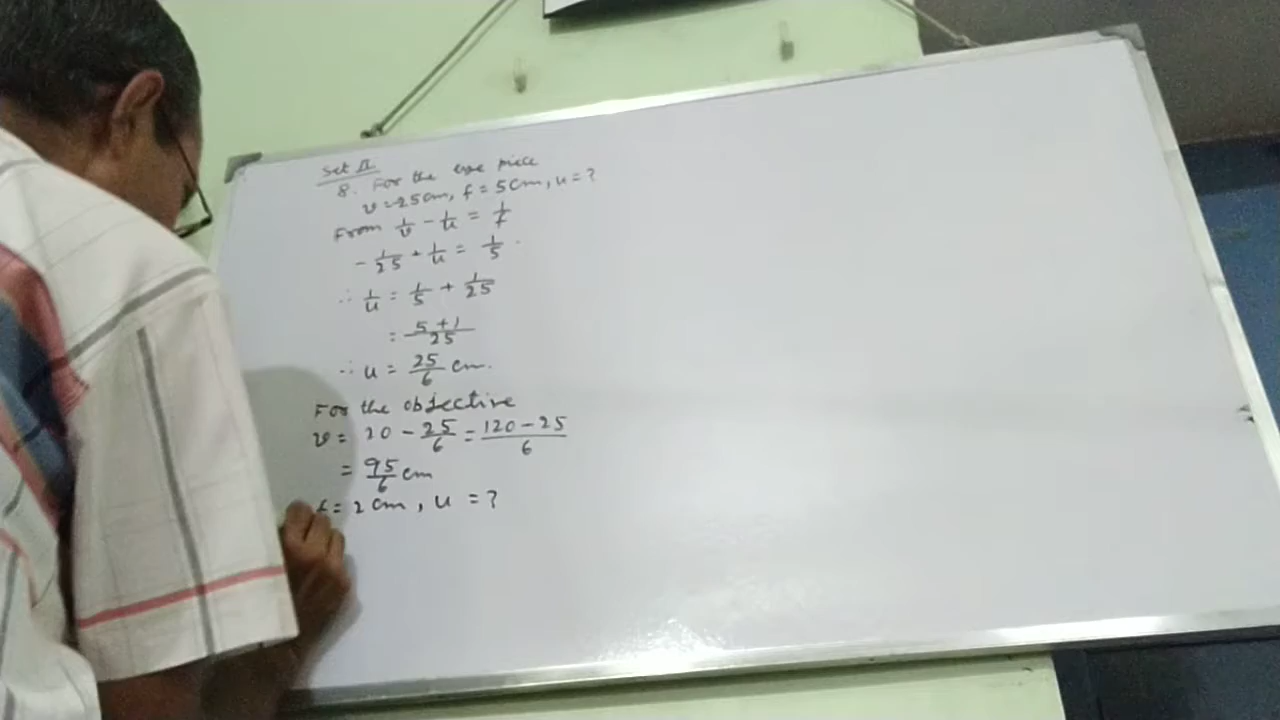 Set II
8. For the eye piece
v = -25 cm, f = 5 cm, u = ?
From 1/v - 1/u = 1/f
- 1/25 + 1/u = 1/5
∴ 1/u = 1/5 + 1/25
= 5+1/25
∴ u = 25/6 cm.
For the objective
v = 20 - 25/6 = 120-25/6
= 95/6 cm
f = 2 cm, u = ?